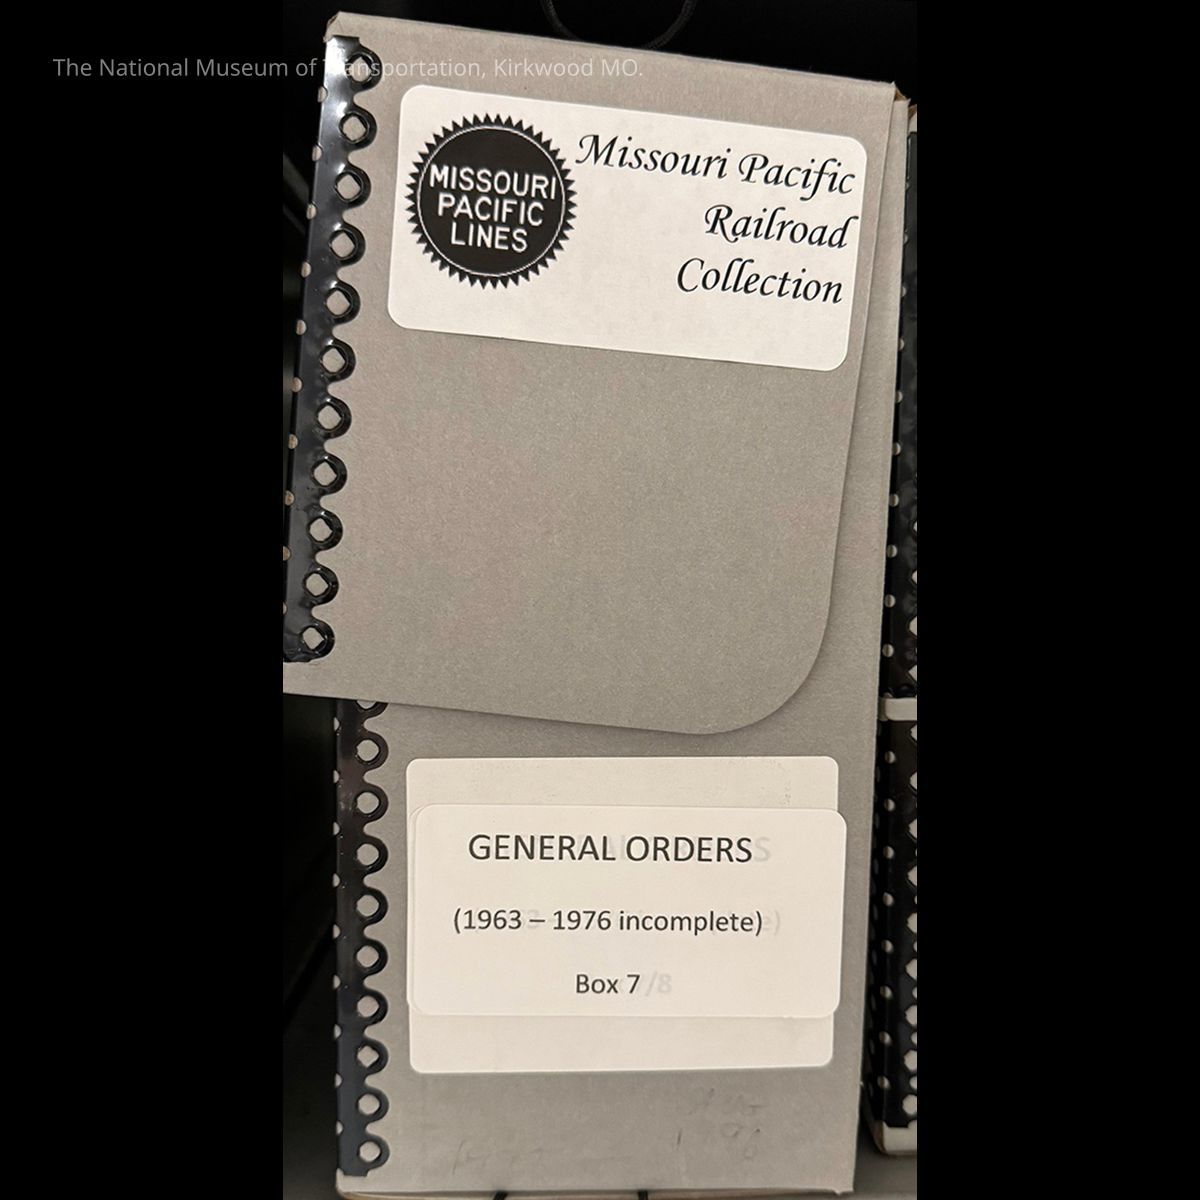 The National Museum of Transportation, Kirkwood MO.
MISSOURI
PACIFIC
LINES
Missouri Pacific
Railroad
Collection
GENERAL ORDERS
(1963 – 1976 incomplete)
Box 7